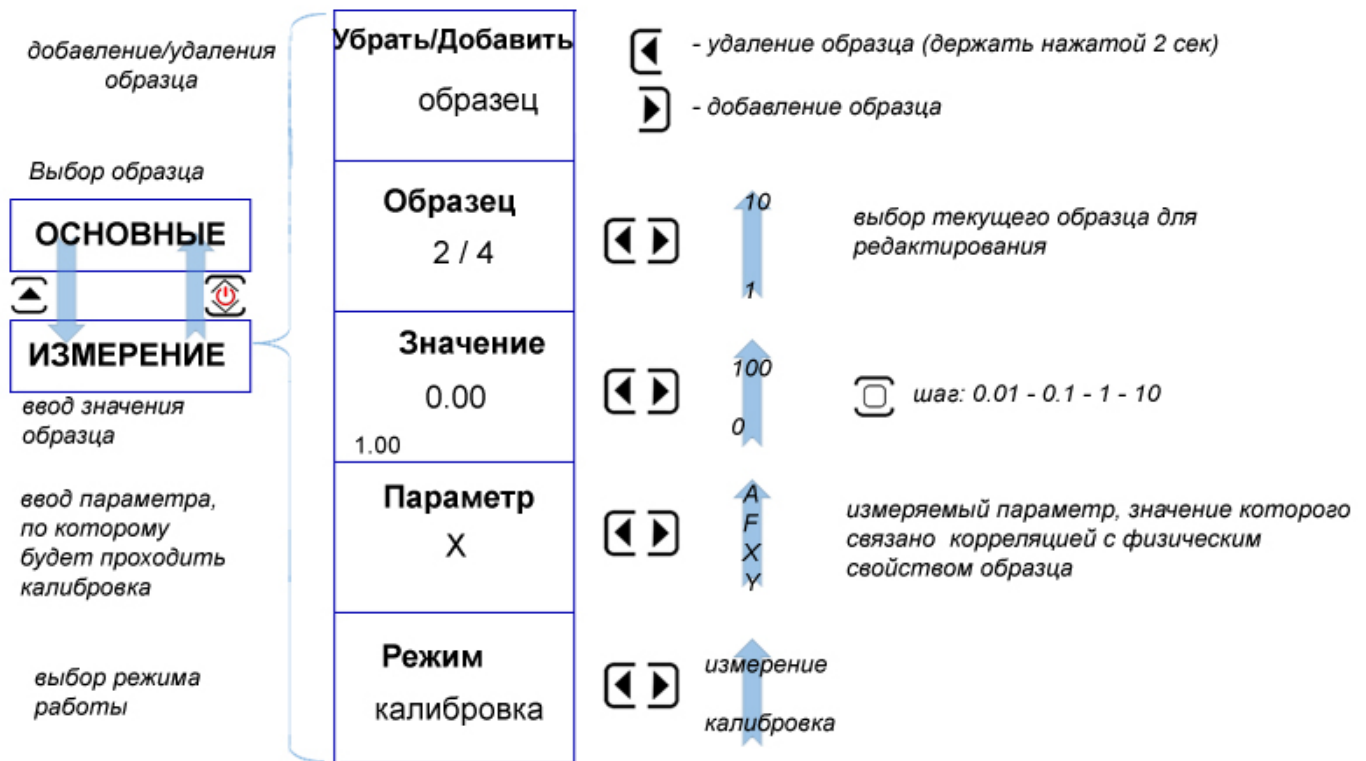 добавление/удаления
образца
Убрать/Добавить
образец
- удаление образца (держать нажатой 2 сек)
- добавление образца
Выбор образца
ОСНОВНЫЕ
ИЗМЕРЕНИЕ
Образец
2 / 4
10
1
выбор текущего образца для
редактирования
ввод значения
образца
Значение
0.00
1.00
100
0
шаг: 0.01 - 0.1 - 1 - 10
ввод параметра,
по которому
будет проходить
калибровка
Параметр
X
A
F
X
Y
измеряемый параметр, значение которого
связано корреляцией с физическим
свойством образца
выбор режима
работы
Режим
калибровка
измерение
калибровка